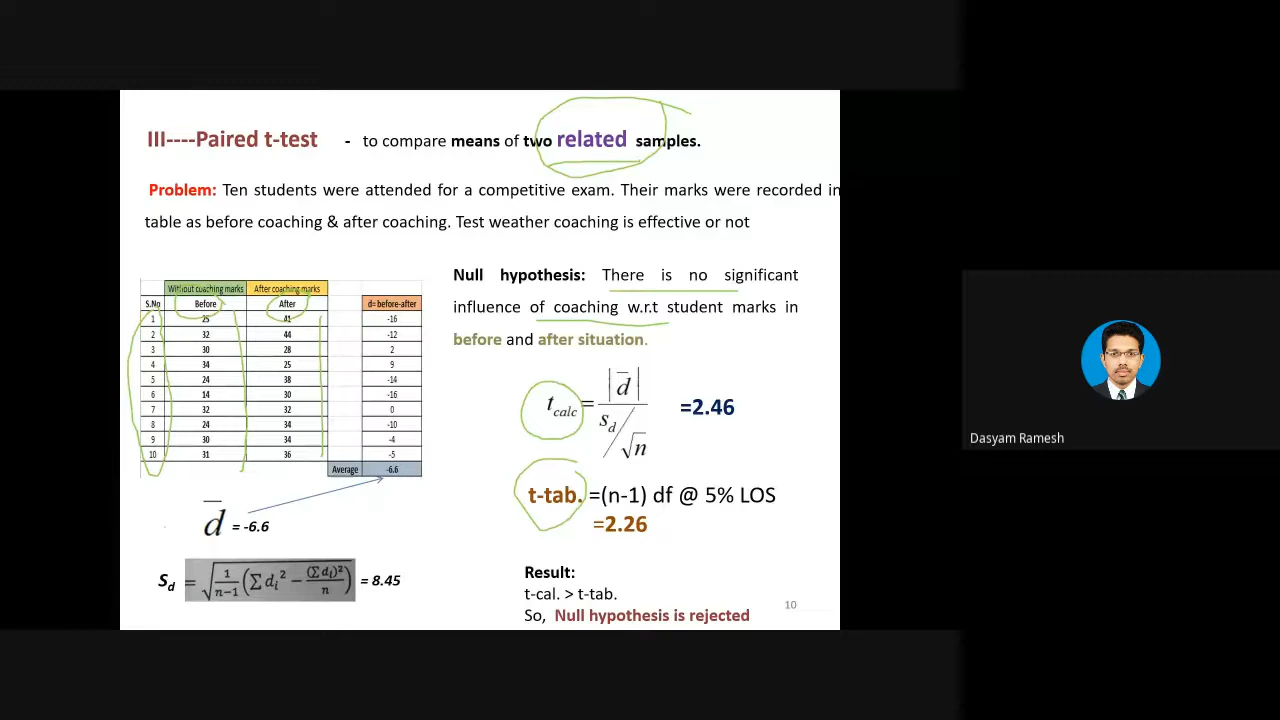 III----Paired t-test - to compare means of two related samples.
Problem: Ten students were attended for a competitive exam. Their marks were recorded in
table as before coaching & after coaching. Test weather coaching is effective or not
Without coaching marks After coaching marks
S.No Before After d= before-after
1 25 41 -16
2 32 44 -12
3 30 28 2
4 34 25 9
5 24 38 -14
6 14 30 -16
7 32 32 0
8 24 34 -10
9 30 34 -4
10 31 36 -5
Average -6.6
d̅ = -6.6
Sd = √ 1/n−1 (∑ di² − (∑ di)²/n) = 8.45
Null hypothesis: There is no significant
influence of coaching w.r.t student marks in
before and after situation.
tcalc = |d̅| / sd/√n =2.46
t-tab. =(n-1) df @ 5% LOS
=2.26
Result:
t-cal. > t-tab.
So, Null hypothesis is rejected
10
Dasyam Ramesh